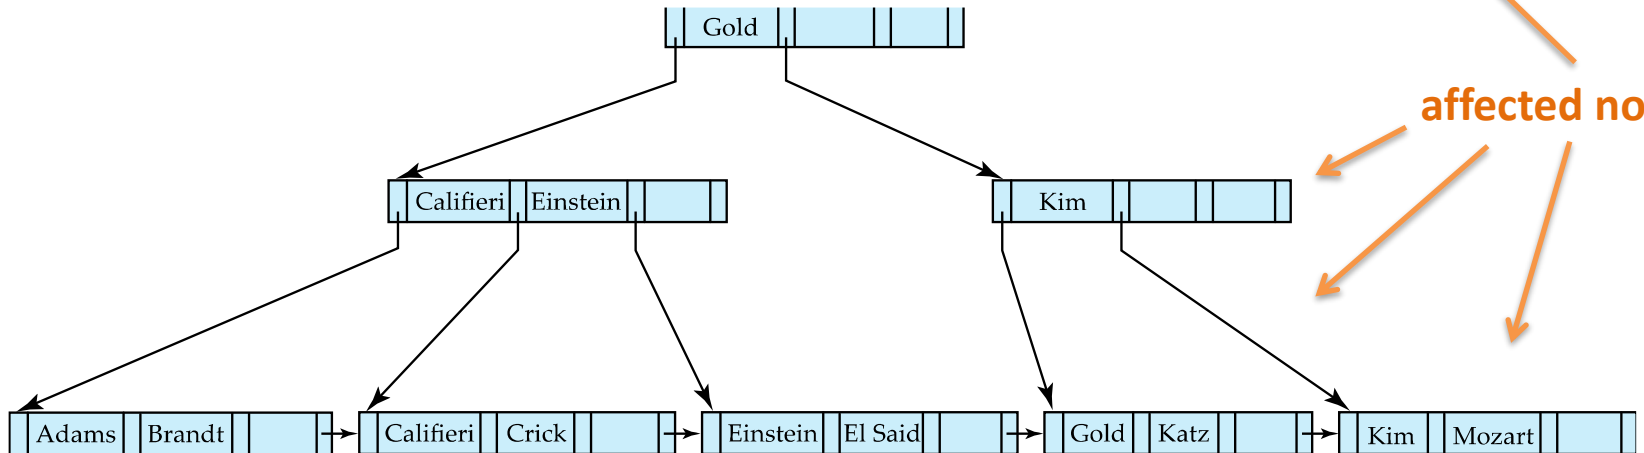 Gold
affected no
Califieri Einstein Kim
Adams Brandt Califieri Crick Einstein El Said Gold Katz Kim Mozart